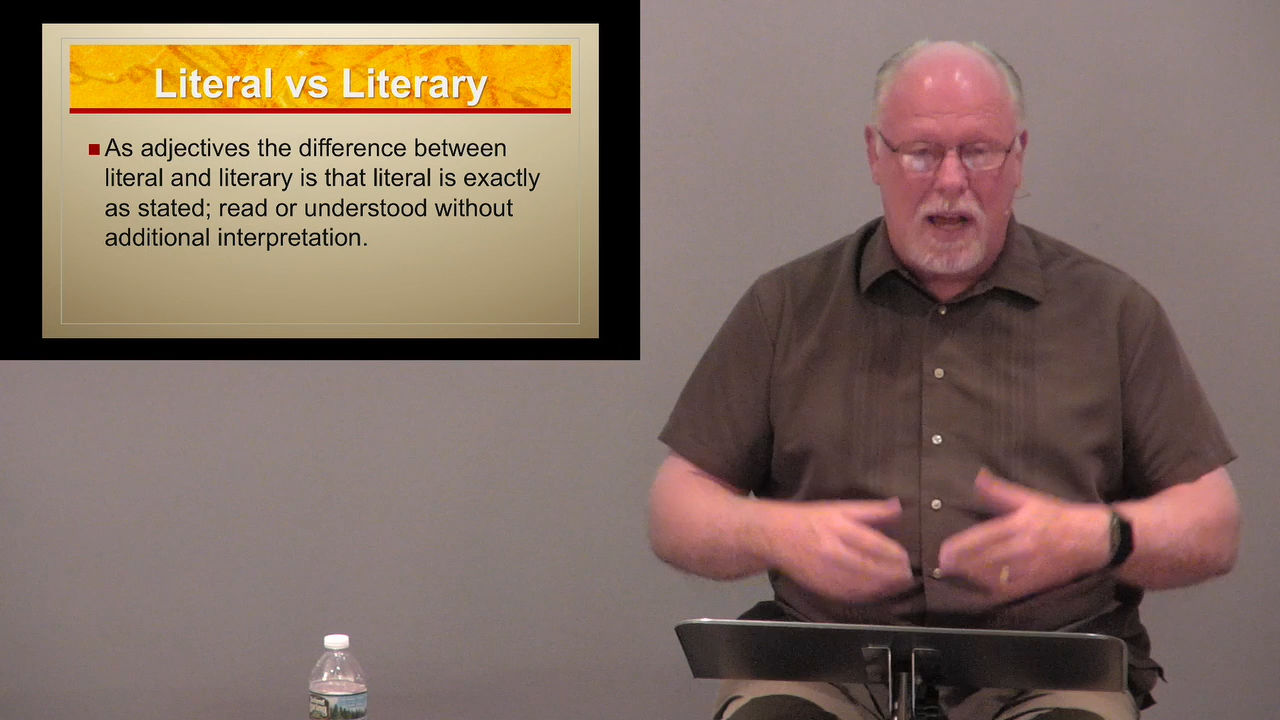 Literal vs Literary
As adjectives the difference between
literal and literary is that literal is exactly
as stated; read or understood without
additional interpretation.